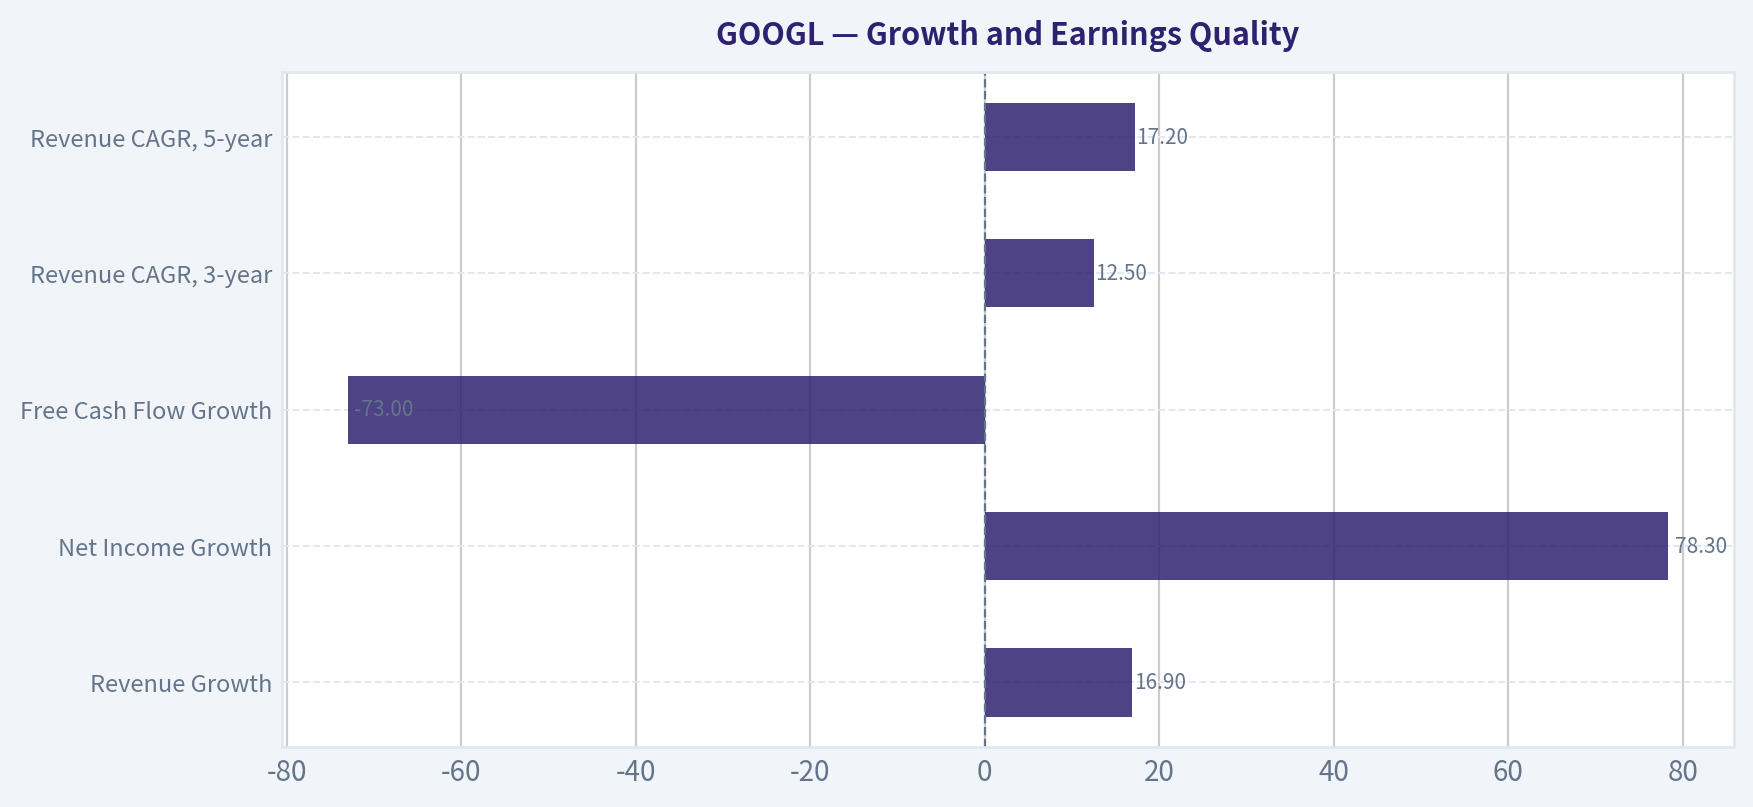 GOOGL — Growth and Earnings Quality
Revenue CAGR, 5-year 17.20
Revenue CAGR, 3-year 12.50
Free Cash Flow Growth -73.00
Net Income Growth 78.30
Revenue Growth 16.90
-80 -60 -40 -20 0 20 40 60 80